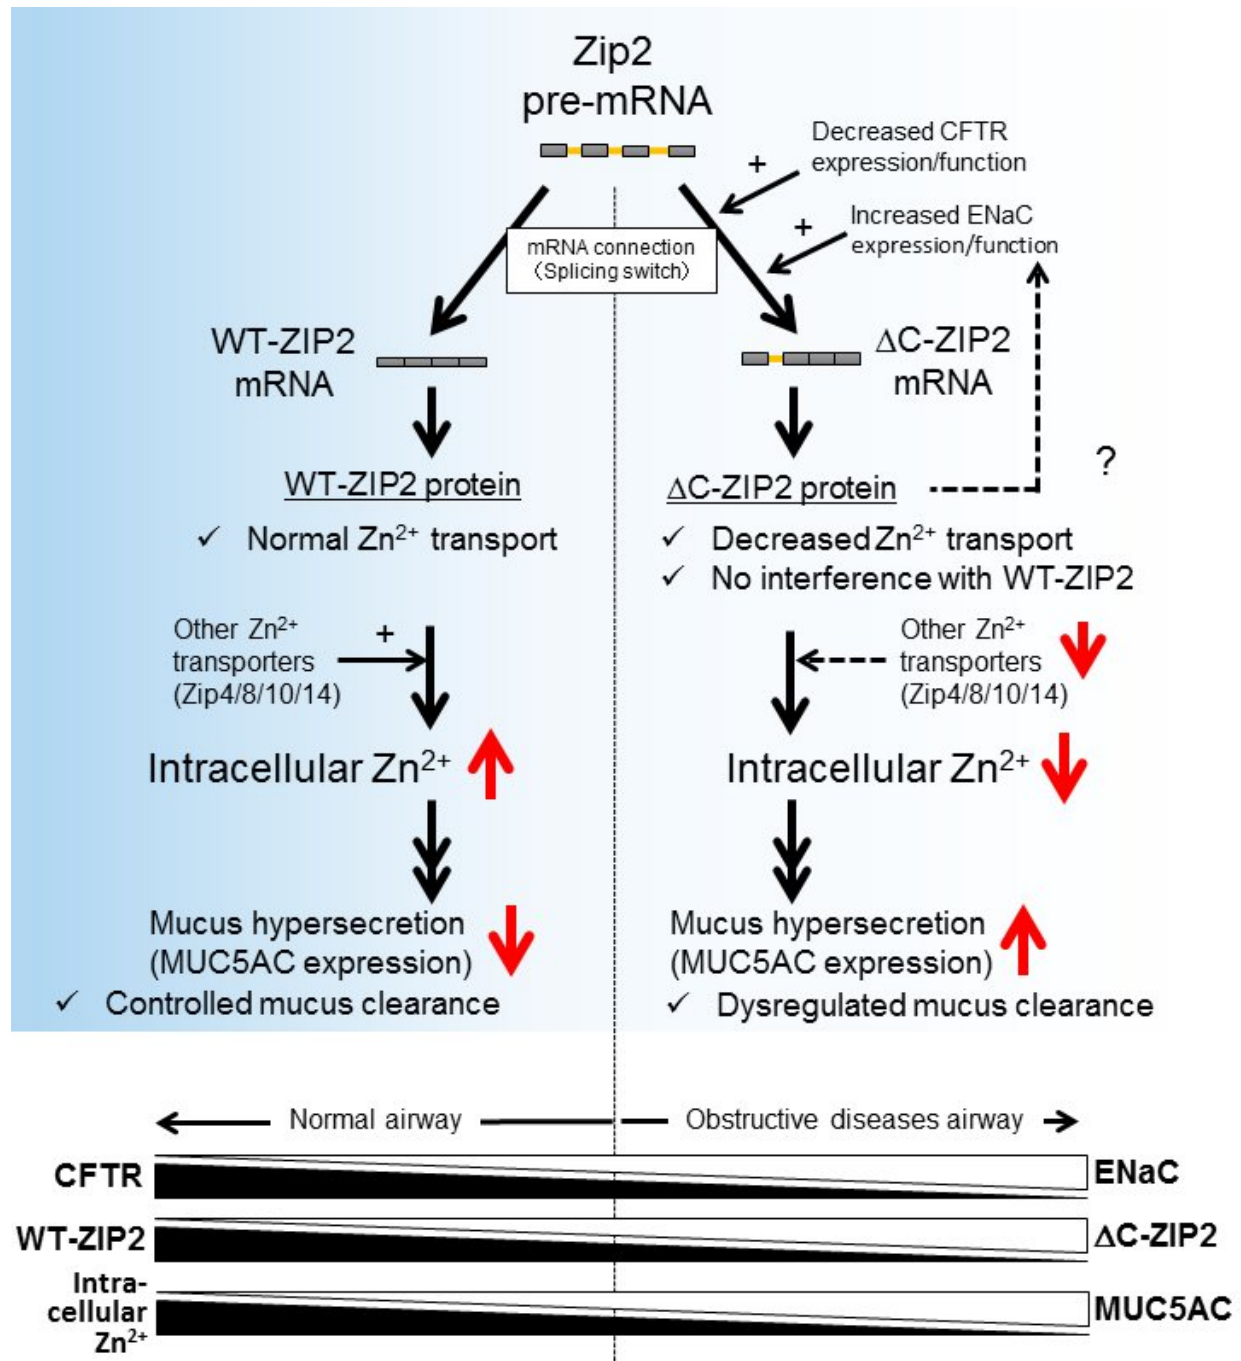 Zip2
pre-mRNA
Decreased CFTR
expression/function
+
Increased ENaC
expression/function
+
mRNA connection
(Splicing switch)
WT-ZIP2
mRNA
ΔC-ZIP2
mRNA
WT-ZIP2 protein
ΔC-ZIP2 protein
?
✓ Normal Zn²⁺ transport
✓ Decreased Zn²⁺ transport
✓ No interference with WT-ZIP2
Other Zn²⁺
transporters
(Zip4/8/10/14)
+
Other Zn²⁺
transporters
(Zip4/8/10/14)
Intracellular Zn²⁺
Intracellular Zn²⁺
Mucus hypersecretion
(MUC5AC expression)
✓ Controlled mucus clearance
Mucus hypersecretion
(MUC5AC expression)
✓ Dysregulated mucus clearance
Normal airway
Obstructive diseases airway
CFTR
ENaC
WT-ZIP2
ΔC-ZIP2
Intra-
cellular
Zn²⁺
MUC5AC